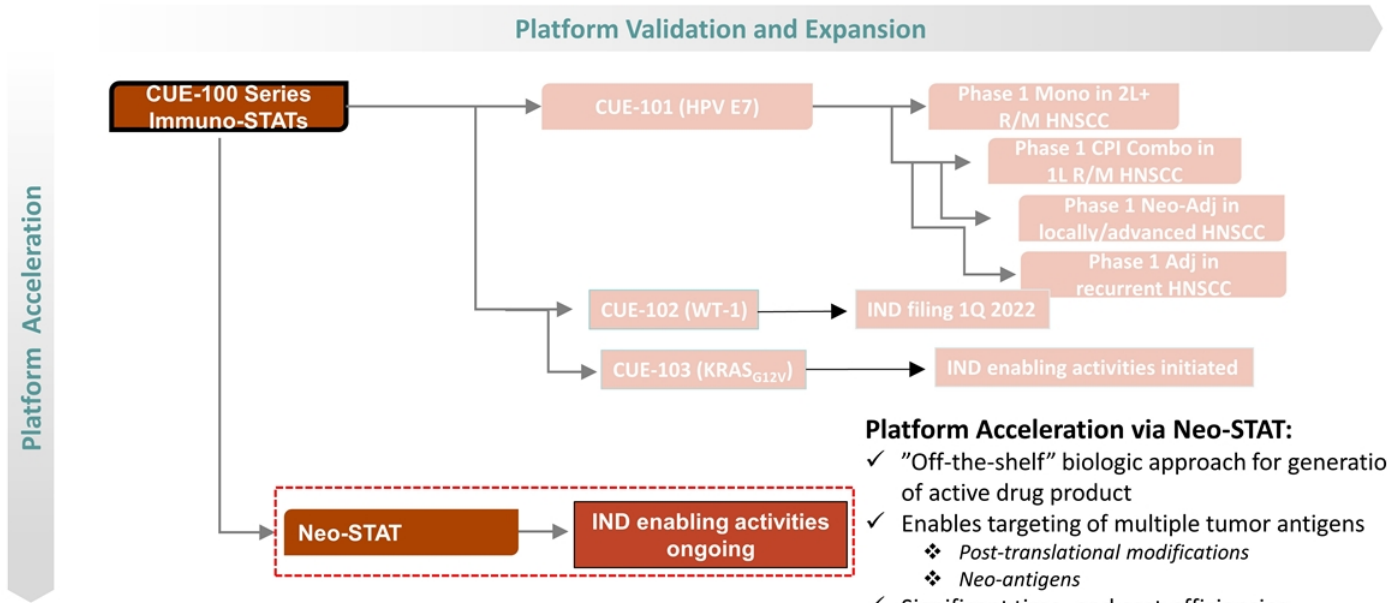 Platform Validation and Expansion
Platform Acceleration
CUE-100 Series
Immuno-STATs
CUE-101 (HPV E7)
Phase 1 Mono in 2L+
R/M HNSCC
Phase 1 CPI Combo in
1L R/M HNSCC
Phase 1 Neo-Adj in
locally/advanced HNSCC
Phase 1 Adj in
recurrent HNSCC
CUE-102 (WT-1)
IND filing 1Q 2022
CUE-103 (KRASG12V)
IND enabling activities initiated
Neo-STAT
IND enabling activities
ongoing
Platform Acceleration via Neo-STAT:
✓ ”Off-the-shelf” biologic approach for generatio
of active drug product
✓ Enables targeting of multiple tumor antigens
❖ Post-translational modifications
❖ Neo-antigens